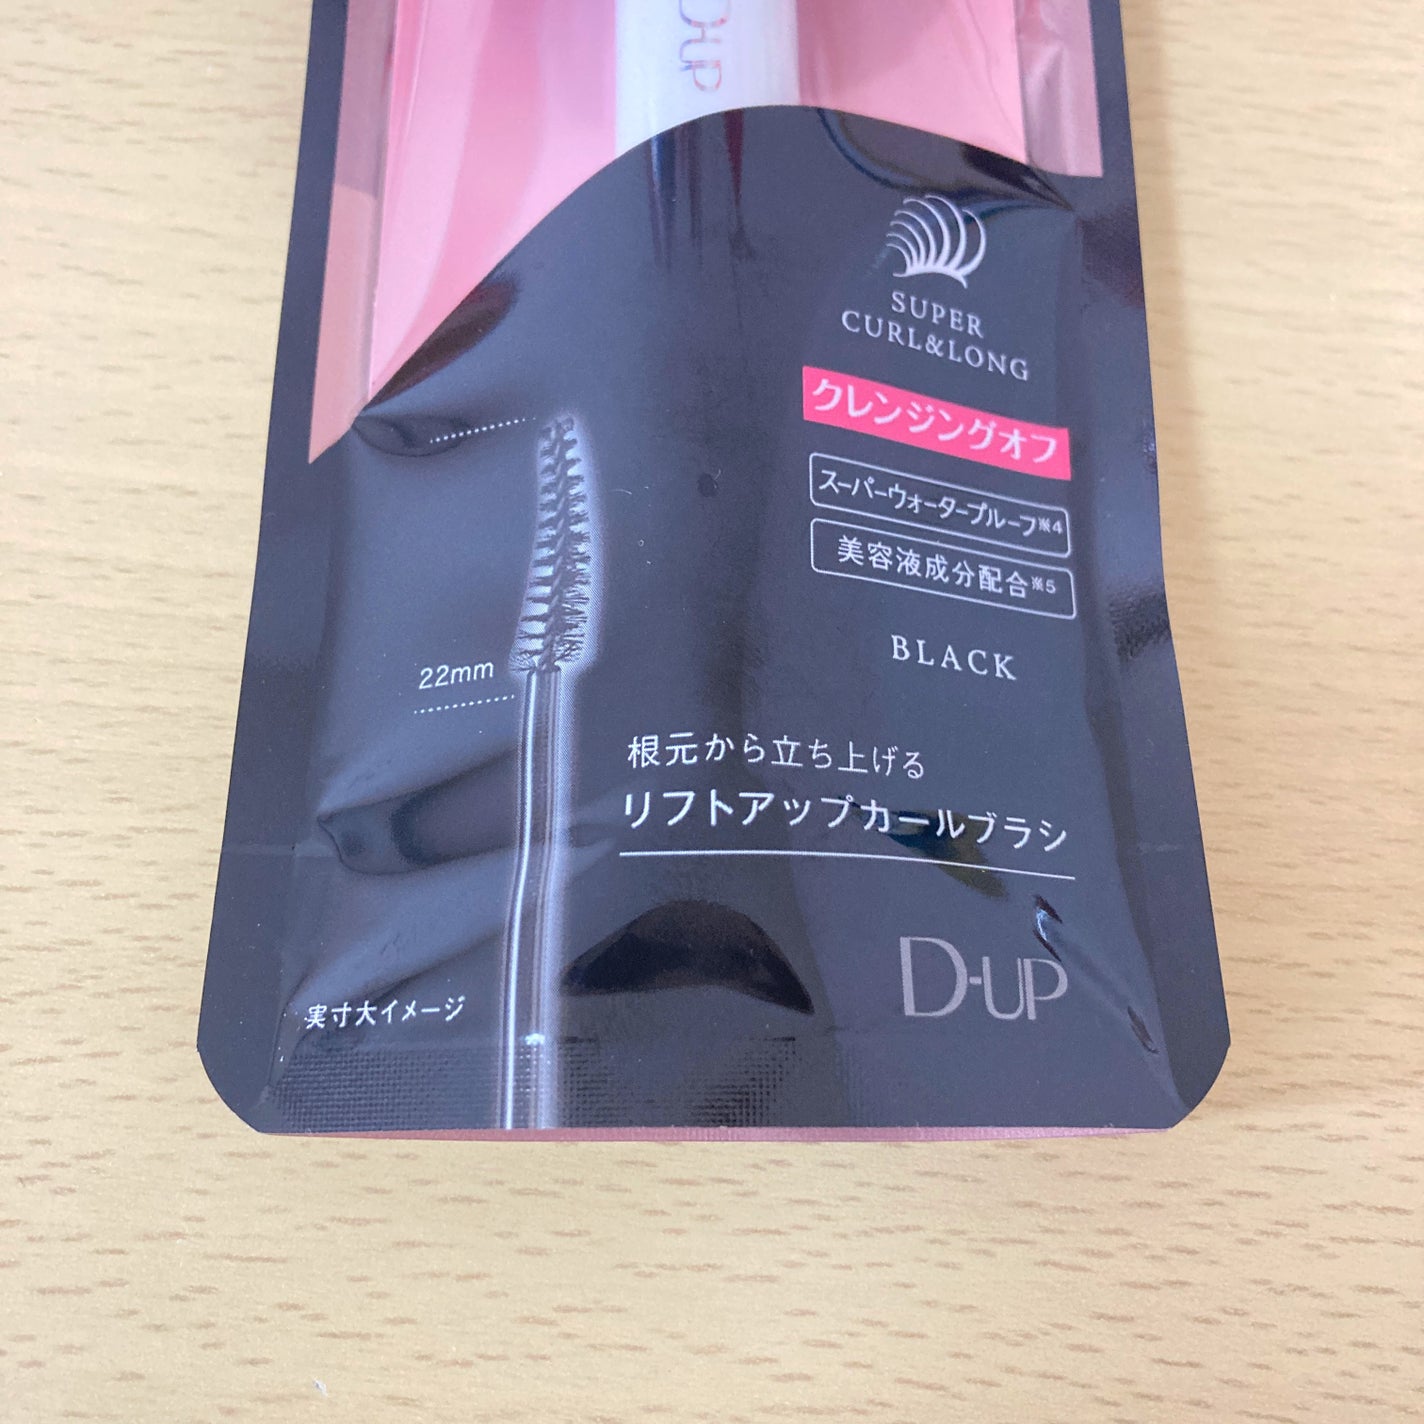 D-UP
SUPER
CURL&LONG
クレンジングオフ
スーパーウォータープルーフ※4
美容液成分配合※5
BLACK
22mm
根元から立ち上げる
リフトアップカールブラシ
D-UP
実寸大イメージ